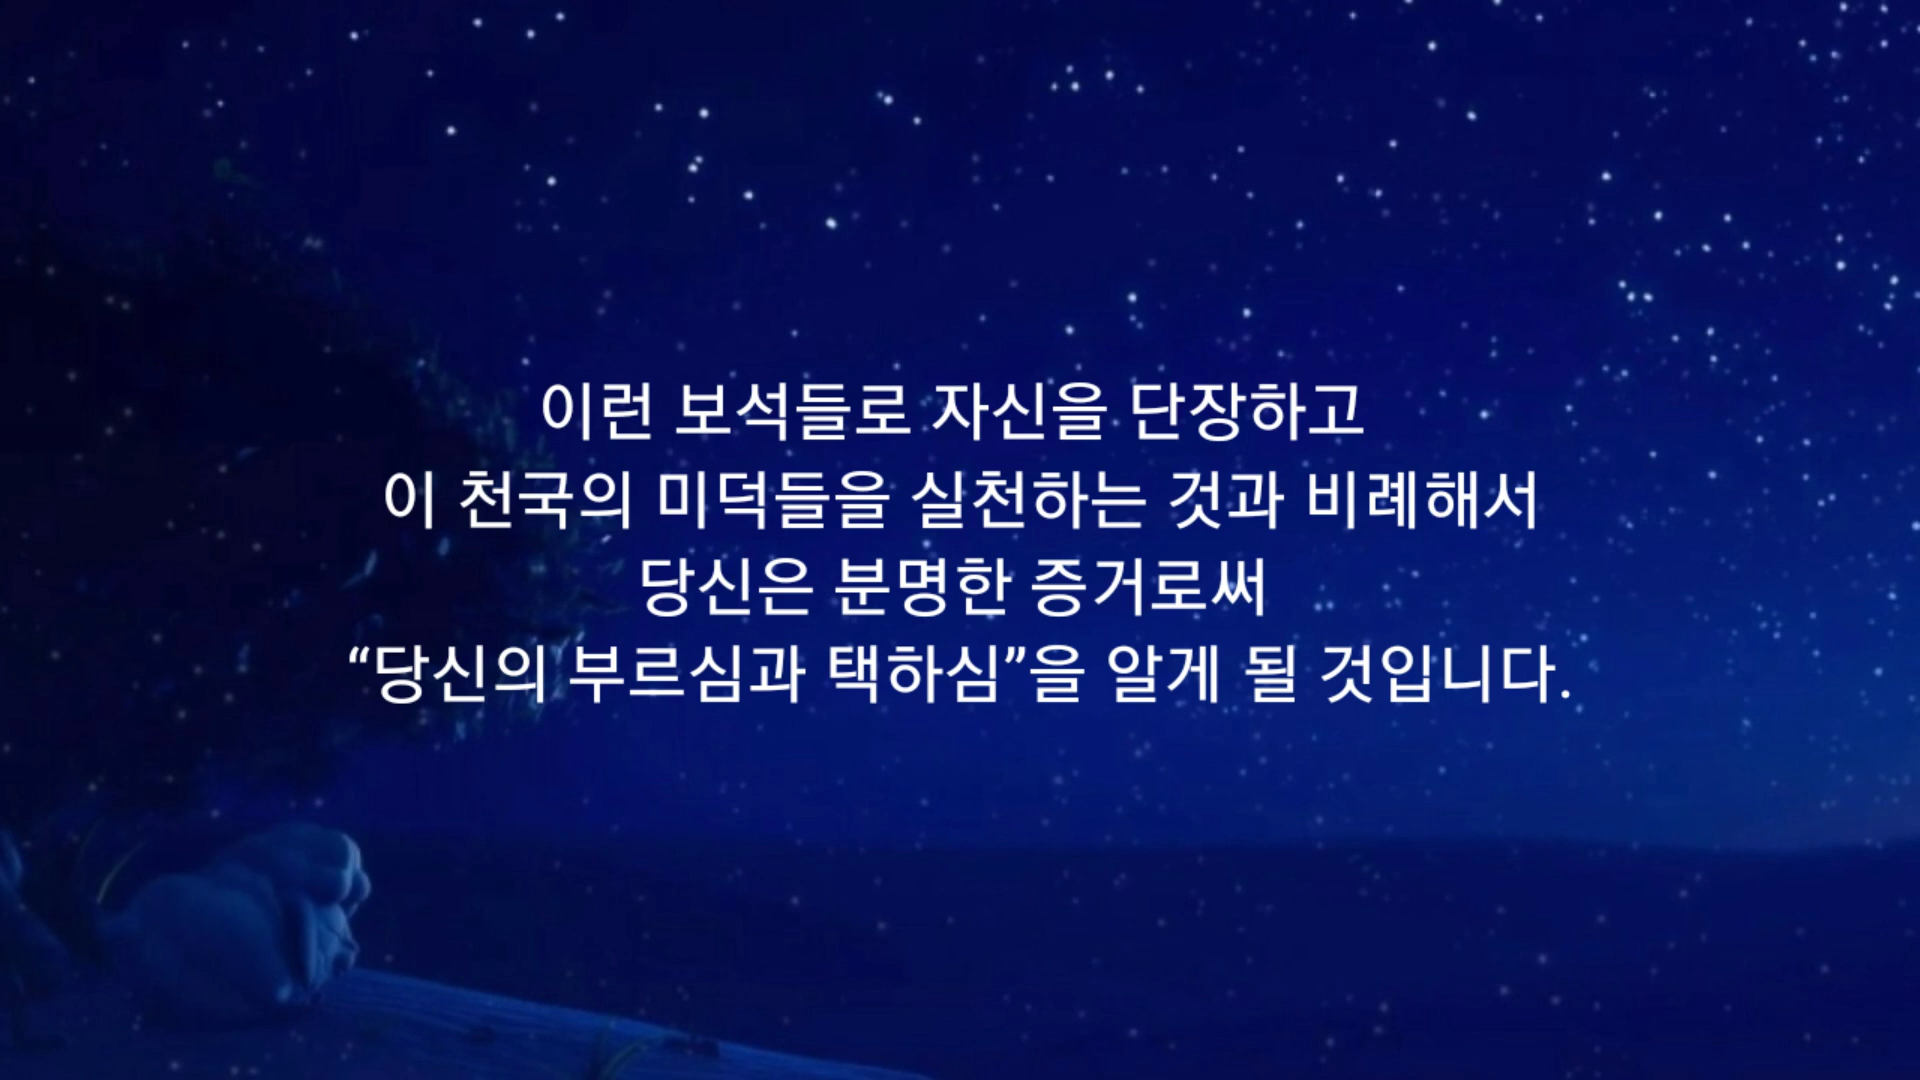 이런 보석들로 자신을 단장하고
이 천국의 미덕들을 실천하는 것과 비례해서
당신은 분명한 증거로써
“당신의 부르심과 택하심”을 알게 될 것입니다.